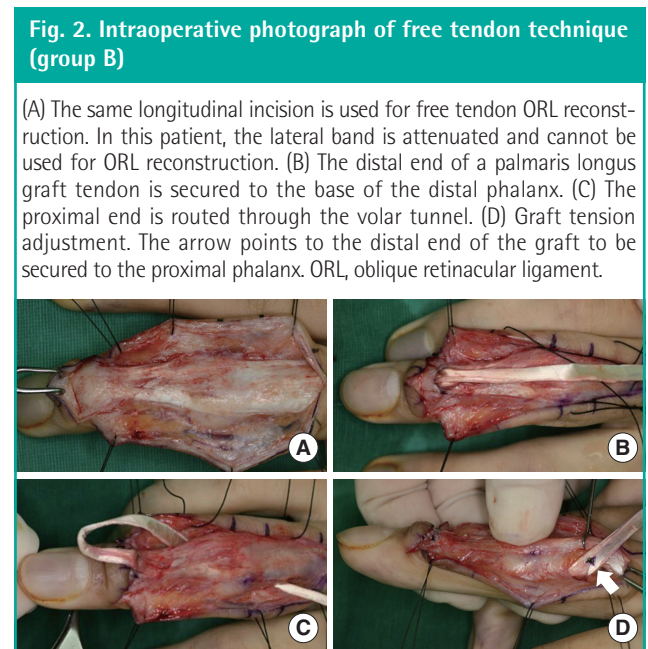 Fig. 2. Intraoperative photograph of free tendon technique
(group B)
(A) The same longitudinal incision is used for free tendon ORL reconst-
ruction. In this patient, the lateral band is attenuated and cannot be
used for ORL reconstruction. (B) The distal end of a palmaris longus
graft tendon is secured to the base of the distal phalanx. (C) The
proximal end is routed through the volar tunnel. (D) Graft tension
adjustment. The arrow points to the distal end of the graft to be
secured to the proximal phalanx. ORL, oblique retinacular ligament.
A
B
C
D